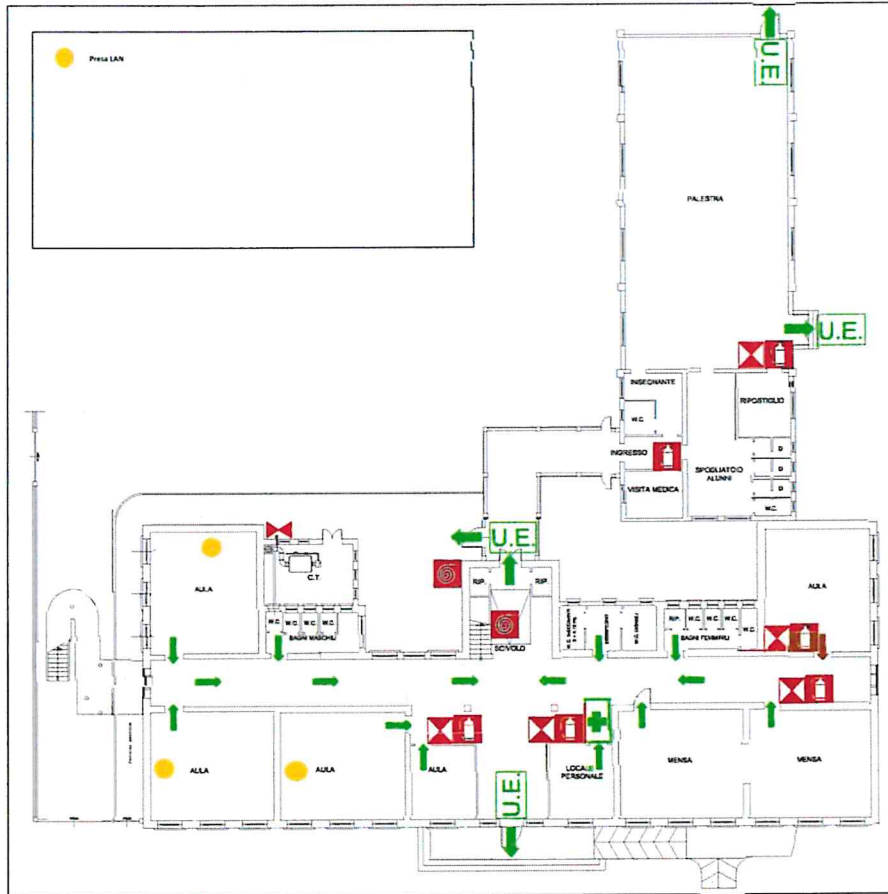 U.E.
Presa LAN
PALESTRA
U.E.
INSEGNANTE
RIPOSTIGLIO
W.C.
INGRESSO
SPOGLIATOIO
ALUNNI
D
D
D
VISITA MEDICA
W.C.
U.E.
AULA
C.T.
RIP.
RIP.
AULA
W.C.
W.C.
W.C.
W.C.
BAGNI MASCHILI
RIP.
W.C.
W.C.
W.C.
W.C.
BAGNI FEMMINILI
SCIVOLO
AULA
AULA
AULA
LOCALE
PERSONALE
MENSA
MENSA
U.E.